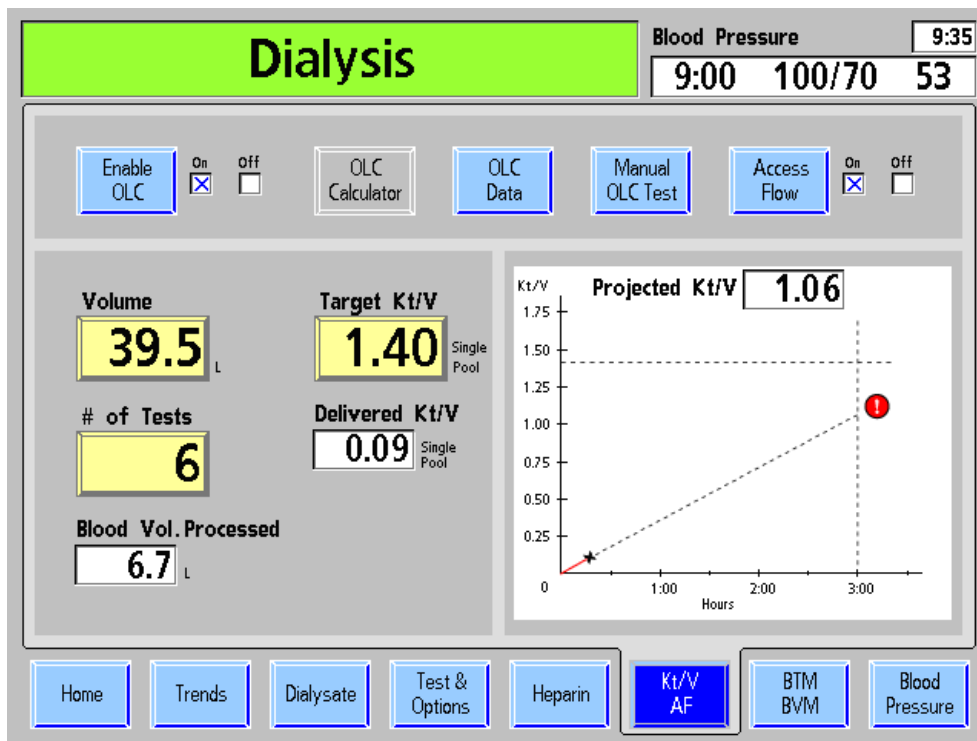 Dialysis
Blood Pressure 9:35
9:00 100/70 53
Enable OLC
On Off
OLC Calculator
OLC Data
Manual OLC Test
Access Flow
On Off
Volume
39.5 L
Target Kt/V
1.40 Single Pool
# of Tests
6
Delivered Kt/V
0.09 Single Pool
Blood Vol.Processed
6.7 L
Kt/V
Projected Kt/V 1.06
1.75
1.50
1.25
1.00
0.75
0.50
0.25
0 1:00 2:00 3:00
Hours
!
Home
Trends
Dialysate
Test & Options
Heparin
Kt/V AF
BTM BVM
Blood Pressure